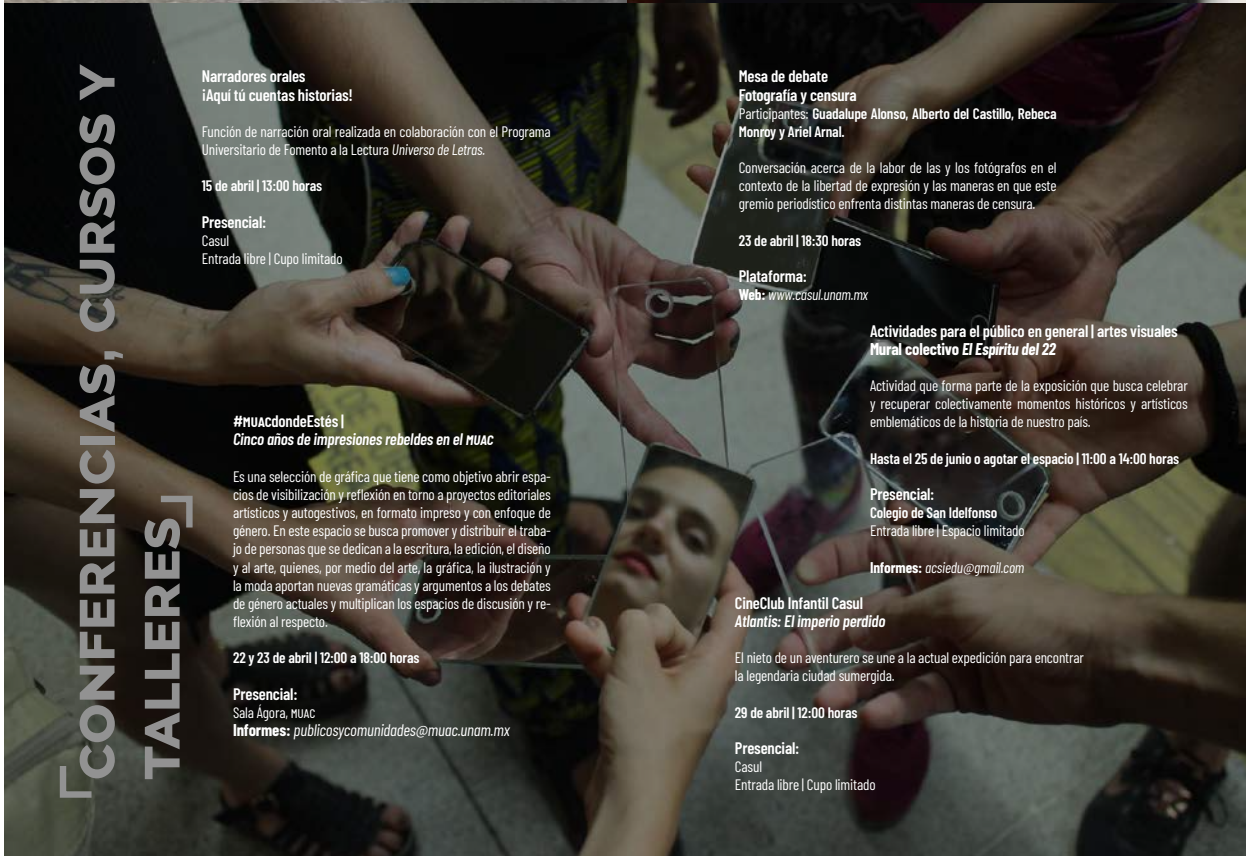 CONFERENCIAS, CURSOS Y
TALLERES
Narradores orales
¡Aquí tú cuentas historias!
Función de narración oral realizada en colaboración con el Programa
Universitario de Fomento a la Lectura Universo de Letras.
15 de abril | 13:00 horas
Presencial:
Casul
Entrada libre | Cupo limitado
#MUACdondeEstés |
Cinco años de impresiones rebeldes en el MUAC
Es una selección de gráfica que tiene como objetivo abrir espa-
cios de visibilización y reflexión en torno a proyectos editoriales
artísticos y autogestivos, en formato impreso y con enfoque de
género. En este espacio se busca promover y distribuir el traba-
jo de personas que se dedican a la escritura, la edición, el diseño
y al arte, quienes, por medio del arte, la gráfica, la ilustración y
la moda aportan nuevas gramáticas y argumentos a los debates
de género actuales y multiplican los espacios de discusión y re-
flexión al respecto.
22 y 23 de abril | 12:00 a 18:00 horas
Presencial:
Sala Ágora, MUAC
Informes: publicosycomunidades@muac.unam.mx
Mesa de debate
Fotografía y censura
Participantes: Guadalupe Alonso, Alberto del Castillo, Rebeca
Monroy y Ariel Arnal.
Conversación acerca de la labor de las y los fotógrafos en el
contexto de la libertad de expresión y las maneras en que este
gremio periodístico enfrenta distintas maneras de censura.
23 de abril | 18:30 horas
Plataforma:
Web: www.casul.unam.mx
Actividades para el público en general | artes visuales
Mural colectivo El Espíritu del 22
Actividad que forma parte de la exposición que busca celebrar
y recuperar colectivamente momentos históricos y artísticos
emblemáticos de la historia de nuestro país.
Hasta el 25 de junio o agotar el espacio | 11:00 a 14:00 horas
Presencial:
Colegio de San Ildefonso
Entrada libre | Espacio limitado
Informes: acsiedu@gmail.com
CineClub Infantil Casul
Atlantis: El imperio perdido
El nieto de un aventurero se une a la actual expedición para encontrar
la legendaria ciudad sumergida.
29 de abril | 12:00 horas
Presencial:
Casul
Entrada libre | Cupo limitado